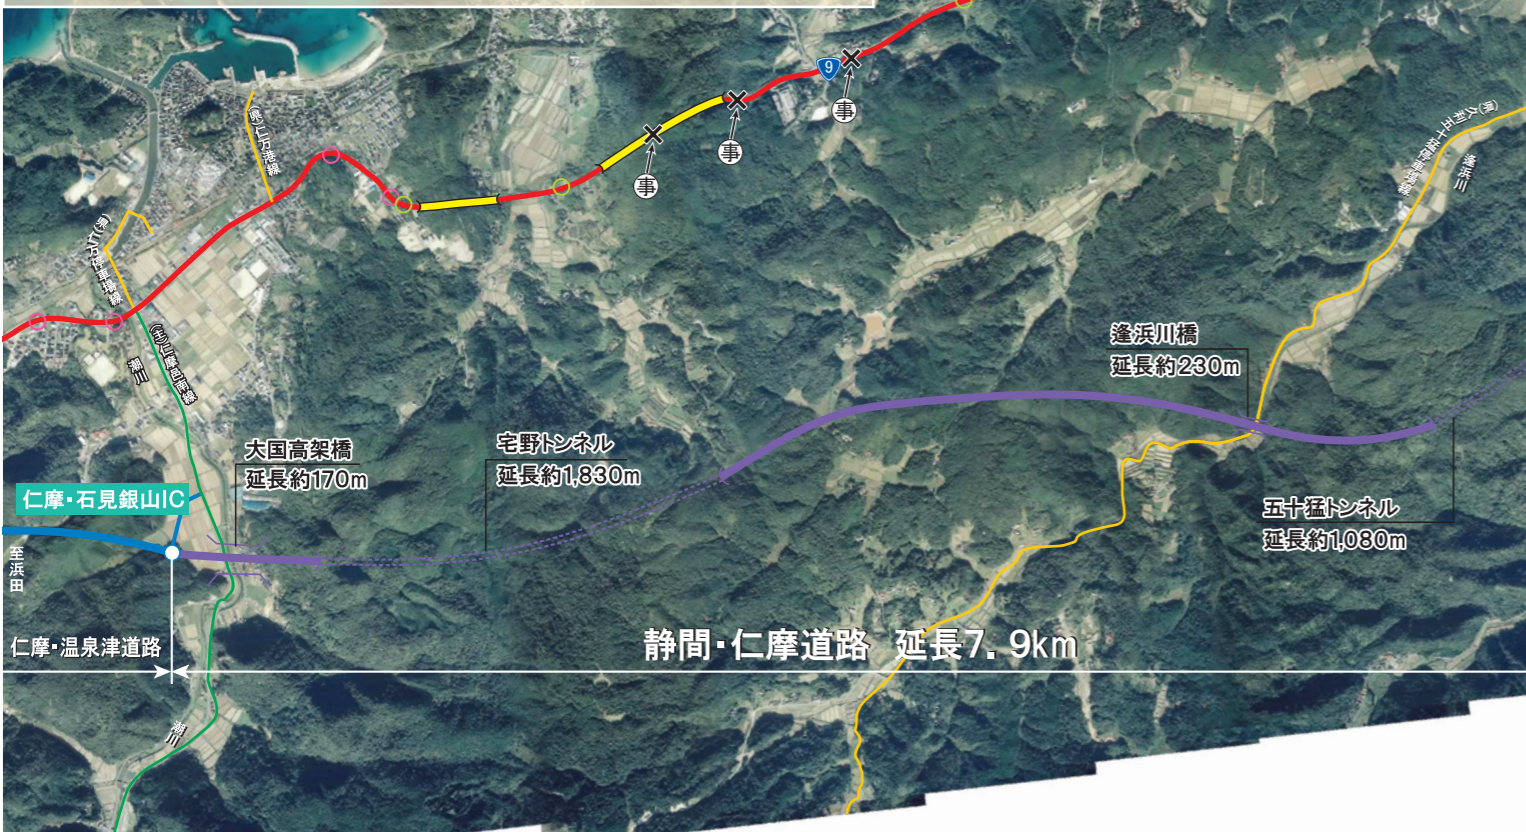 9
事
事
事
(県)仁万港線
(県)久利五十猛停車場線
逢浜川
(県)仁万停車場線
(主)仁摩邑南線
潮川
逢浜川橋
延長約230m
大国高架橋
延長約170m
宅野トンネル
延長約1,830m
仁摩・石見銀山IC
五十猛トンネル
延長約1,080m
至浜田
仁摩・温泉津道路
静間・仁摩道路 延長7.9km
潮川